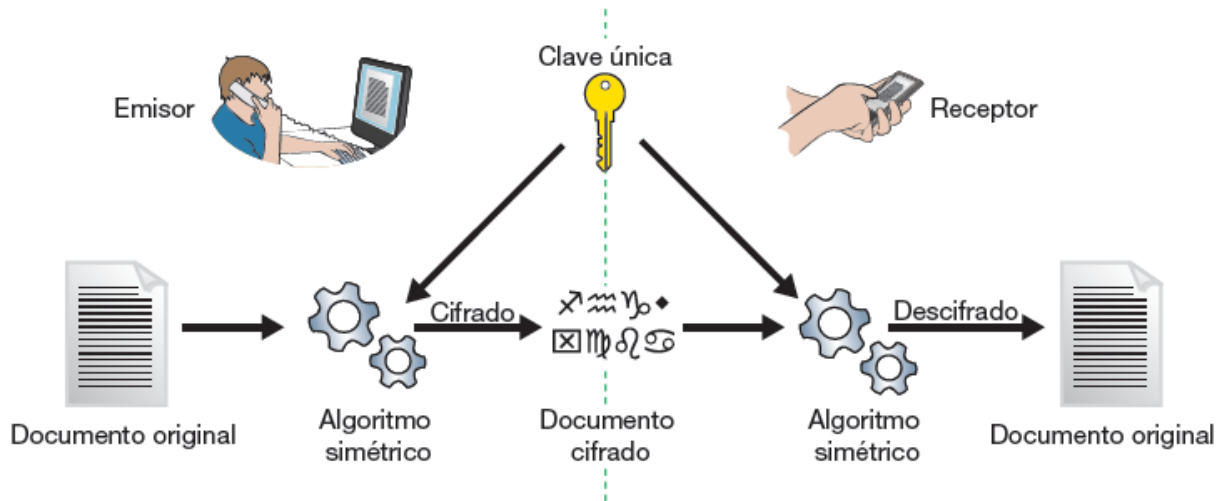 Clave única
Emisor
Receptor
Cifrado
Descifrado
Documento original
Algoritmo
simétrico
Documento
cifrado
Algoritmo
simétrico
Documento original